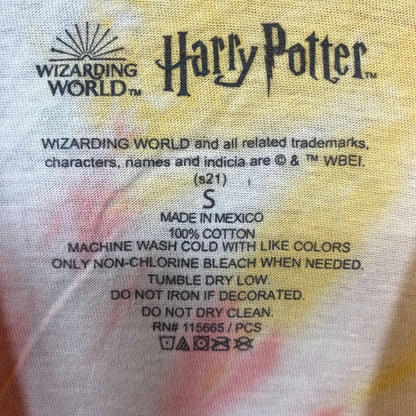 WIZARDING
WORLD™
Harry Potter™
WIZARDING WORLD and all related trademarks,
characters, names and indicia are © & ™ WBEI.
(s21)
S
MADE IN MEXICO
100% COTTON
MACHINE WASH COLD WITH LIKE COLORS
ONLY NON-CHLORINE BLEACH WHEN NEEDED.
TUMBLE DRY LOW.
DO NOT IRON IF DECORATED.
DO NOT DRY CLEAN.
RN# 115665 / PCS